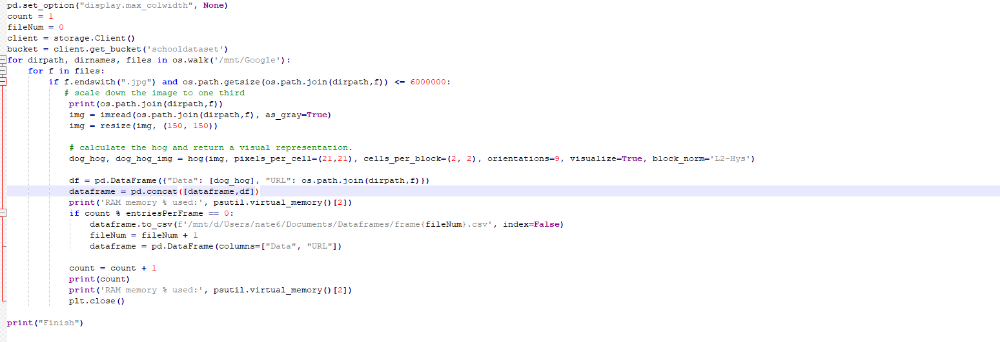 pd.set_option("display.max_colwidth", None)
count = 1
fileNum = 0
client = storage.Client()
bucket = client.get_bucket('schooldataset')
for dirpath, dirnames, files in os.walk('/mnt/Google'):
    for f in files:
        if f.endswith(".jpg") and os.path.getsize(os.path.join(dirpath,f)) <= 6000000:
           # scale down the image to one third
            print(os.path.join(dirpath,f))
            img = imread(os.path.join(dirpath,f), as_gray=True)
            img = resize(img, (150, 150))

            # calculate the hog and return a visual representation.
            dog_hog, dog_hog_img = hog(img, pixels_per_cell=(21,21), cells_per_block=(2, 2), orientations=9, visualize=True, block_norm='L2-Hys')

            df = pd.DataFrame({"Data": [dog_hog], "URL": os.path.join(dirpath,f)})
            dataframe = pd.concat([dataframe,df])
            print('RAM memory % used:', psutil.virtual_memory()[2])
            if count % entriesPerFrame == 0:
                dataframe.to_csv(f'/mnt/d/Users/nate6/Documents/Dataframes/frame{fileNum}.csv', index=False)
                fileNum = fileNum + 1
                dataframe = pd.DataFrame(columns=["Data", "URL"])

            count = count + 1
            print(count)
            print('RAM memory % used:', psutil.virtual_memory()[2])
            plt.close()

print("Finish")